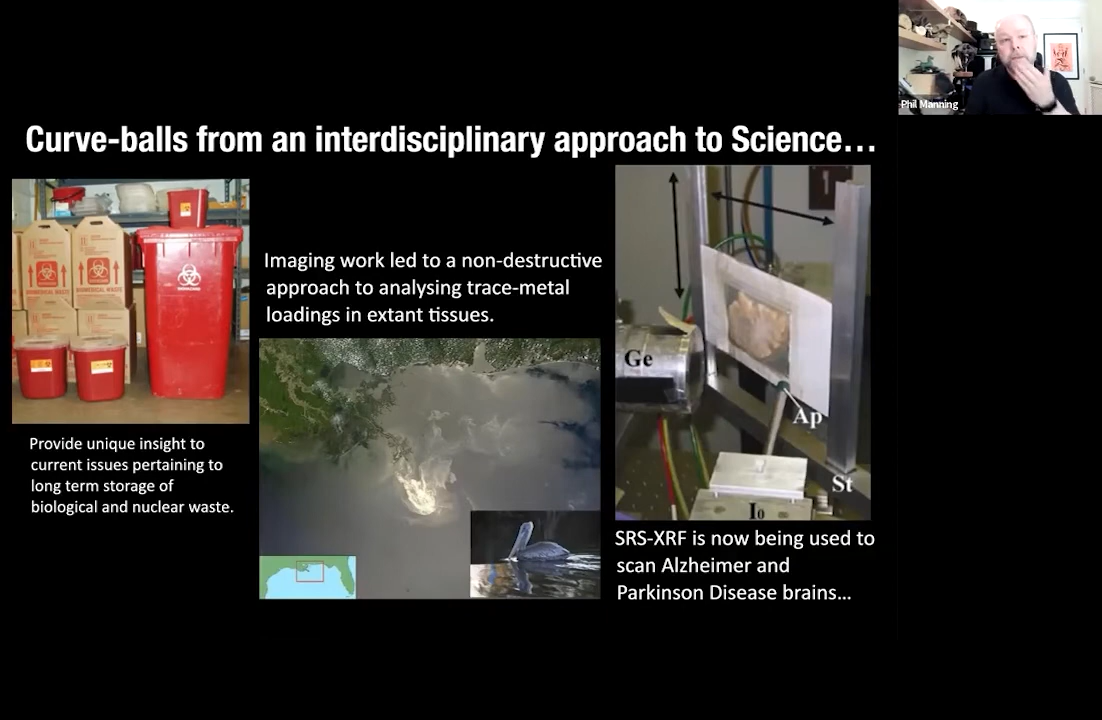 Phil Manning
Curve-balls from an interdisciplinary approach to Science...
Imaging work led to a non-destructive
approach to analysing trace-metal
loadings in extant tissues.
Provide unique insight to
current issues pertaining to
long term storage of
biological and nuclear waste.
Ge
Ap
St
I₀
SRS-XRF is now being used to
scan Alzheimer and
Parkinson Disease brains...